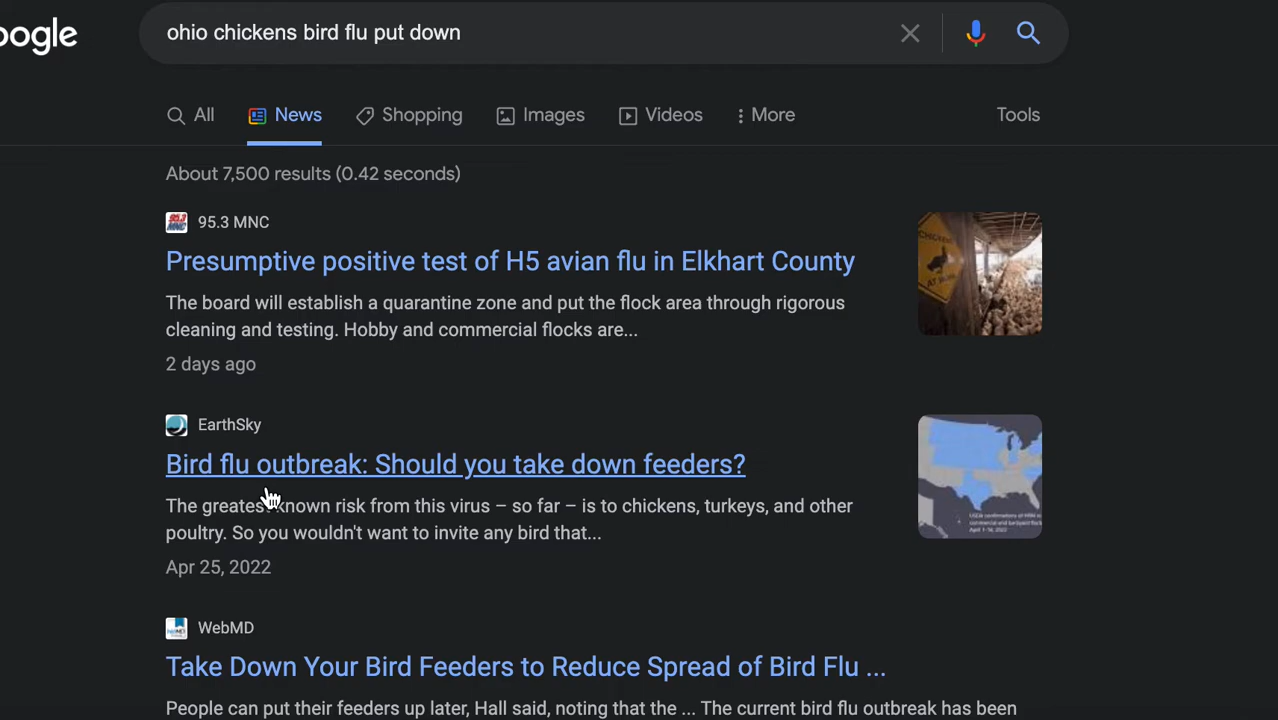 oogle
ohio chickens bird flu put down
All
News
Shopping
Images
Videos
More
Tools
About 7,500 results (0.42 seconds)
95.3 MNC
Presumptive positive test of H5 avian flu in Elkhart County
The board will establish a quarantine zone and put the flock area through rigorous
cleaning and testing. Hobby and commercial flocks are...
2 days ago
EarthSky
Bird flu outbreak: Should you take down feeders?
The greatest known risk from this virus – so far – is to chickens, turkeys, and other
poultry. So you wouldn't want to invite any bird that...
Apr 25, 2022
WebMD
Take Down Your Bird Feeders to Reduce Spread of Bird Flu ...
People can put their feeders up later, Hall said, noting that the ... The current bird flu outbreak has been